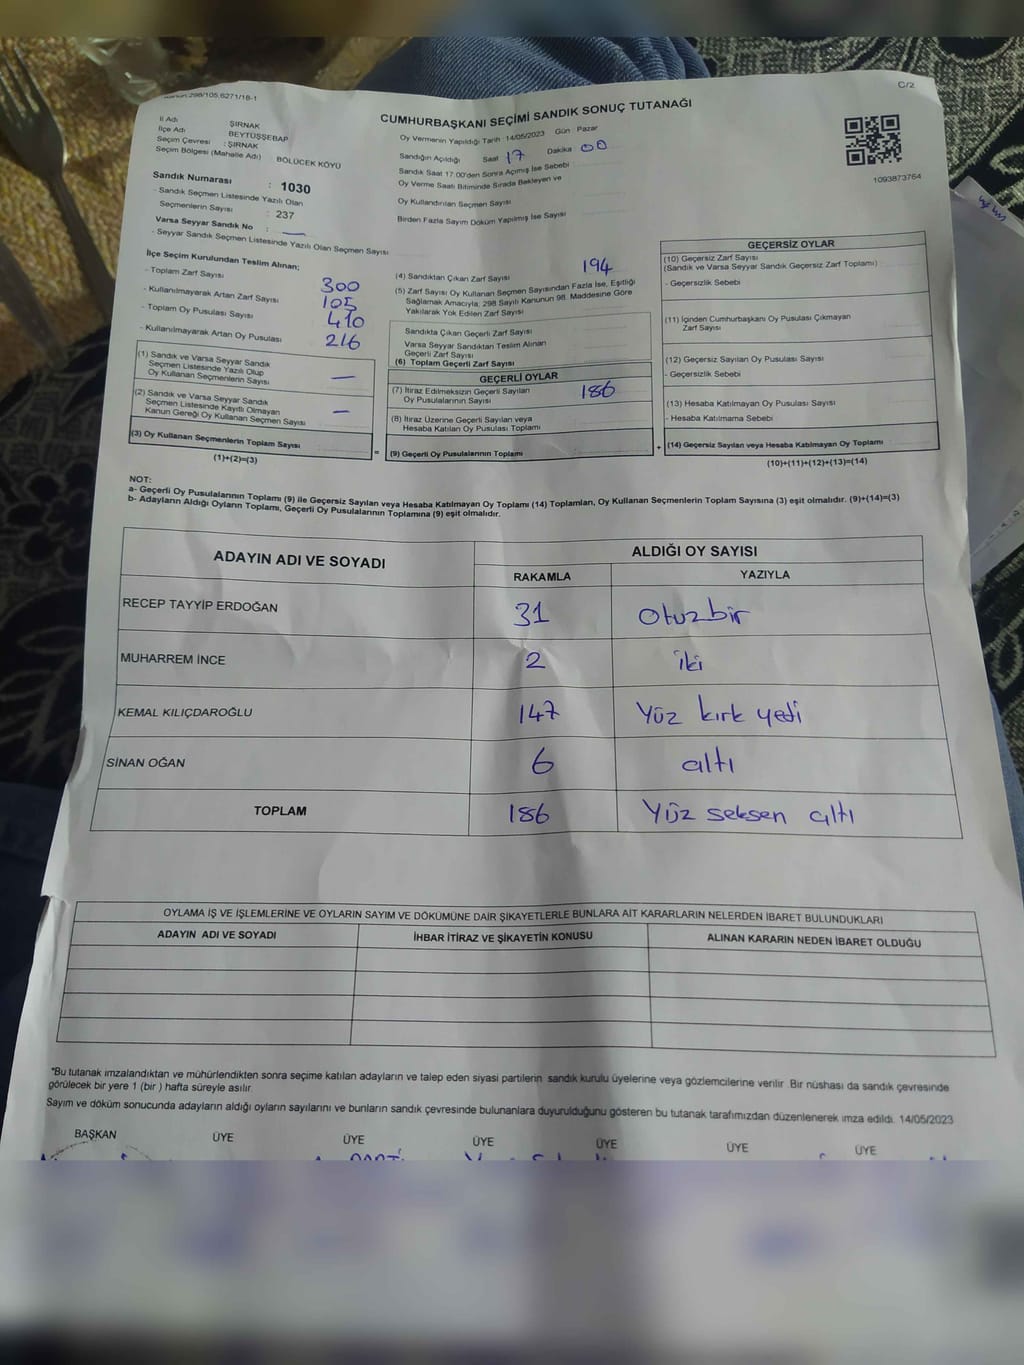 Kanun:298/105,6271/18-1
C/2
CUMHURBAŞKANI SEÇİMİ SANDIK SONUÇ TUTANAĞI
İl Adı : ŞIRNAK
İlçe Adı : BEYTÜŞŞEBAP
Seçim Çevresi : ŞIRNAK
Seçim Bölgesi (Mahalle Adı) : BÖLÜCEK KÖYÜ
Sandık Numarası : 1030
- Sandık Seçmen Listesinde Yazılı Olan
Seçmenlerin Sayısı : 237
Varsa Seyyar Sandık No : —
- Seyyar Sandık Seçmen Listesinde Yazılı Olan Seçmen Sayısı
Oy Vermenin Yapıldığı Tarih 14/05/2023 Gün : Pazar
Sandığın Açıldığı Saat 17 Dakika 00
Sandık Saat 17.00'den Sonra Açımış İse Sebebi
Oy Verme Saati Bitiminde Sırada Bekleyen ve
Oy Kullandırılan Seçmen Sayısı
Birden Fazla Sayım Döküm Yapılmış İse Sayısı
1093873764
İlçe Seçim Kurulundan Teslim Alınan;
- Toplam Zarf Sayısı 300
- Kullanılmayarak Artan Zarf Sayısı 105
- Toplam Oy Pusulası Sayısı 410
- Kullanılmayarak Artan Oy Pusulası 216
(1) Sandık ve Varsa Seyyar Sandık
Seçmen Listesinde Yazılı Olup
Oy Kullanan Seçmenlerin Sayısı —
(2) Sandık ve Varsa Seyyar Sandık
Seçmen Listesinde Kayıtlı Olmayan
Kanun Gereği Oy Kullanan Seçmen Sayısı —
(3) Oy Kullanan Seçmenlerin Toplam Sayısı
(1)+(2)=(3)
(4) Sandıktan Çıkan Zarf Sayısı 194
(5) Zarf Sayısı Oy Kullanan Seçmen Sayısından Fazla İse, Eşitliği
Sağlamak Amacıyla; 298 Sayılı Kanunun 98. Maddesine Göre
Yakılarak Yok Edilen Zarf Sayısı
Sandıkta Çıkan Geçerli Zarf Sayısı
Varsa Seyyar Sandıktan Teslim Alınan
Geçerli Zarf Sayısı
(6) Toplam Geçerli Zarf Sayısı
GEÇERLİ OYLAR
(7) İtiraz Edilmeksizin Geçerli Sayılan
Oy Pusulalarının Sayısı 186
(8) İtiraz Üzerine Geçerli Sayılan veya
Hesaba Katılan Oy Pusulası Toplamı
= (9) Geçerli Oy Pusulalarının Toplamı
GEÇERSİZ OYLAR
(10) Geçersiz Zarf Sayısı
(Sandık ve Varsa Seyyar Sandık Geçersiz Zarf Toplamı)
- Geçersizlik Sebebi
(11) İçinden Cumhurbaşkanı Oy Pusulası Çıkmayan
Zarf Sayısı
(12) Geçersiz Sayılan Oy Pusulası Sayısı
- Geçersizlik Sebebi
(13) Hesaba Katılmayan Oy Pusulası Sayısı
- Hesaba Katılmama Sebebi
+ (14) Geçersiz Sayılan veya Hesaba Katılmayan Oy Toplamı
(10)+(11)+(12)+(13)=(14)
NOT:
a- Geçerli Oy Pusulalarının Toplamı (9) ile Geçersiz Sayılan veya Hesaba Katılmayan Oy Toplamı (14) Toplamları, Oy Kullanan Seçmenlerin Toplam Sayısına (3) eşit olmalıdır. (9)+(14)=(3)
b- Adayların Aldığı Oyların Toplamı, Geçerli Oy Pusulalarının Toplamına (9) eşit olmalıdır.
ADAYIN ADI VE SOYADI ALDIĞI OY SAYISI
RAKAMLA YAZIYLA
RECEP TAYYİP ERDOĞAN 31 Otuzbir
MUHARREM İNCE 2 iki
KEMAL KILIÇDAROĞLU 147 Yüz kırk yedi
SİNAN OĞAN 6 altı
TOPLAM 186 Yüz seksen altı
OYLAMA İŞ VE İŞLEMLERİNE VE OYLARIN SAYIM VE DÖKÜMÜNE DAİR ŞİKAYETLERLE BUNLARA AİT KARARLARIN NELERDEN İBARET BULUNDUKLARI
ADAYIN ADI VE SOYADI İHBAR İTİRAZ VE ŞİKAYETİN KONUSU ALINAN KARARIN NEDEN İBARET OLDUĞU
*Bu tutanak imzalandıktan ve mühürlendikten sonra seçime katılan adayların ve talep eden siyasi partilerin sandık kurulu üyelerine veya gözlemcilerine verilir. Bir nüshası da sandık çevresinde
görülecek bir yere 1 (bir ) hafta süreyle asılır.
Sayım ve döküm sonucunda adayların aldığı oyların sayılarını ve bunların sandık çevresinde bulunanlara duyurulduğunu gösteren bu tutanak tarafımızdan düzenlenerek imza edildi. 14/05/2023
BAŞKAN ÜYE ÜYE ÜYE ÜYE ÜYE ÜYE